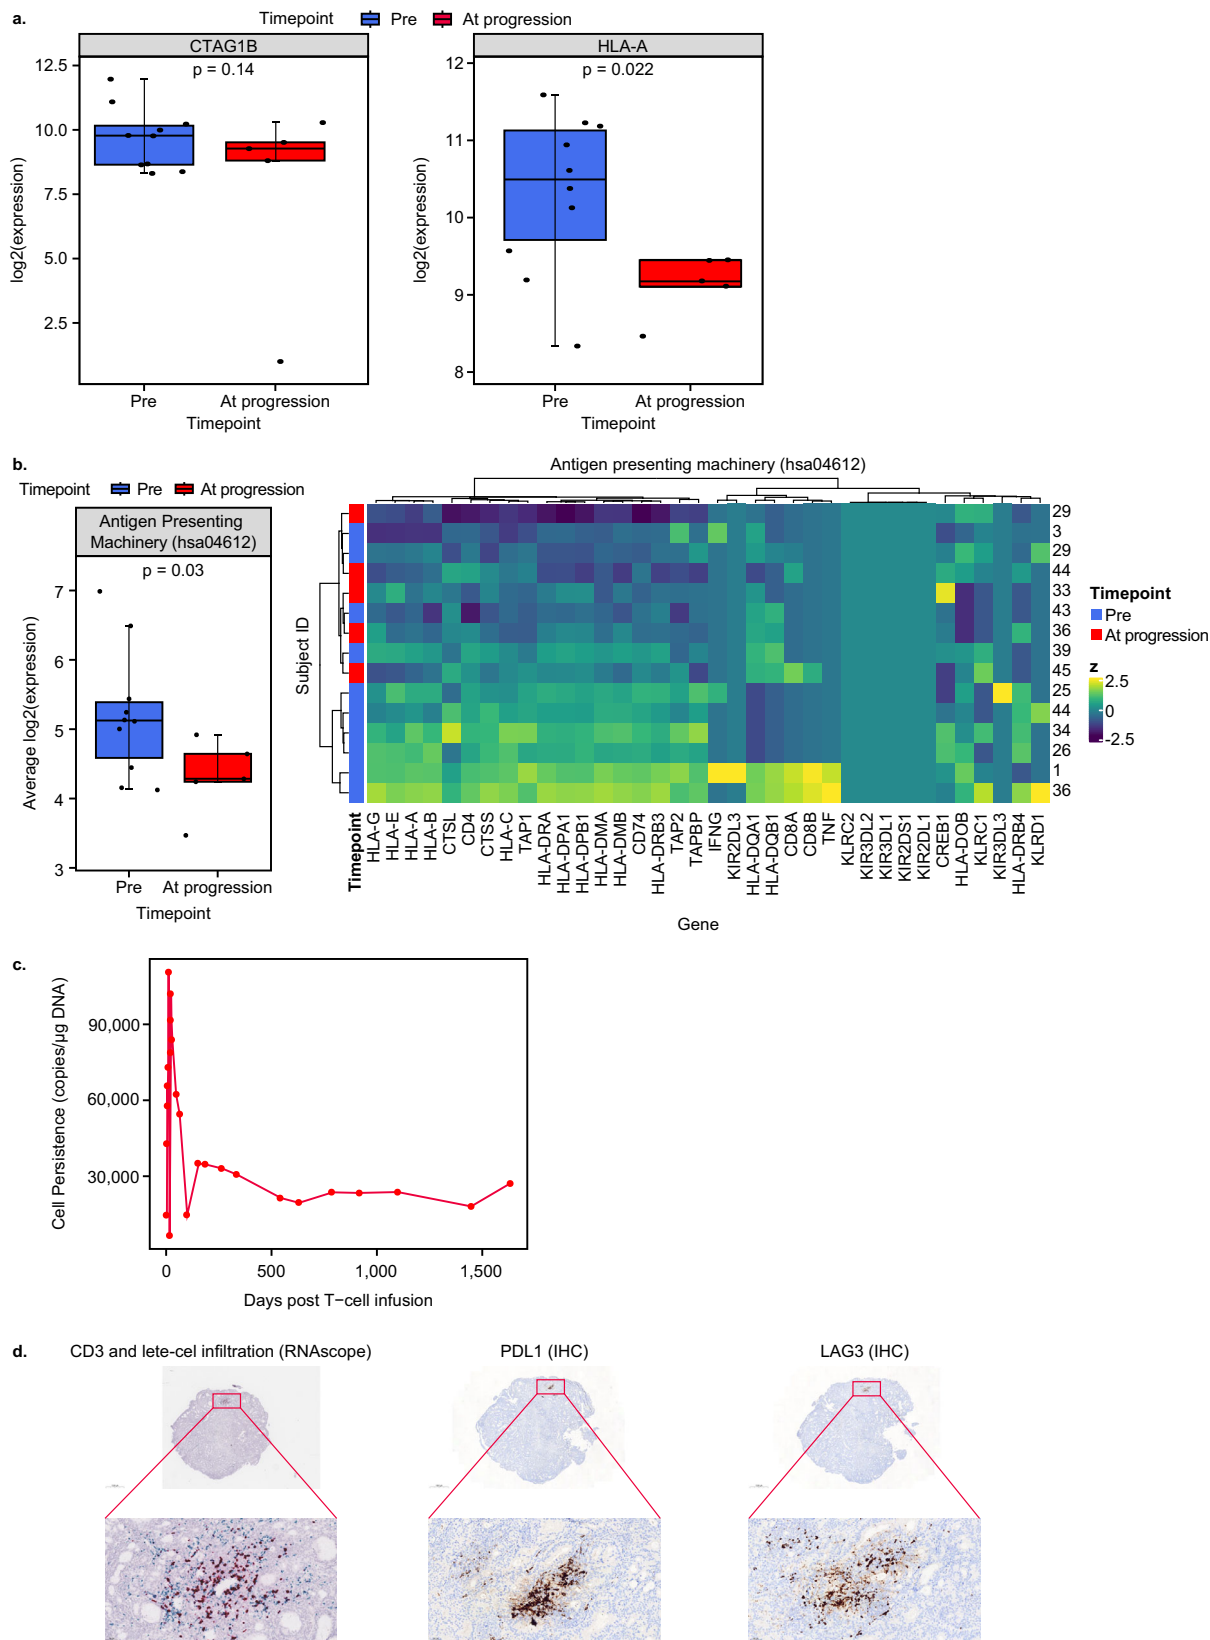 a.
Timepoint Pre At progression
CTAG1B
p = 0.14
log2(expression)
12.5
10.0
7.5
5.0
2.5
Pre At progression
Timepoint
HLA-A
p = 0.022
log2(expression)
12
11
10
9
8
Pre At progression
Timepoint
b.
Timepoint Pre At progression
Antigen Presenting
Machinery (hsa04612)
p = 0.03
Average log2(expression)
7
6
5
4
3
Pre At progression
Timepoint
Antigen presenting machinery (hsa04612)
Subject ID
29
3
29
44
33
43
36
39
45
25
44
34
26
1
36
Timepoint
HLA-G
HLA-E
HLA-A
HLA-B
CTSL
CD4
CTSS
HLA-C
TAP1
HLA-DRA
HLA-DPA1
HLA-DPB1
HLA-DMA
HLA-DMB
CD74
HLA-DRB3
TAP2
TAPBP
IFNG
KIR2DL3
HLA-DQA1
HLA-DQB1
CD8A
CD8B
TNF
KLRC2
KIR3DL2
KIR3DL1
KIR2DS1
KIR2DL1
CREB1
HLA-DOB
KLRC1
KIR3DL3
HLA-DRB4
KLRD1
Gene
Timepoint
Pre
At progression
z
2.5
0
-2.5
c.
Cell Persistence (copies/µg DNA)
90,000
60,000
30,000
0 500 1,000 1,500
Days post T−cell infusion
d.
CD3 and lete-cel infiltration (RNAscope)
PDL1 (IHC)
LAG3 (IHC)